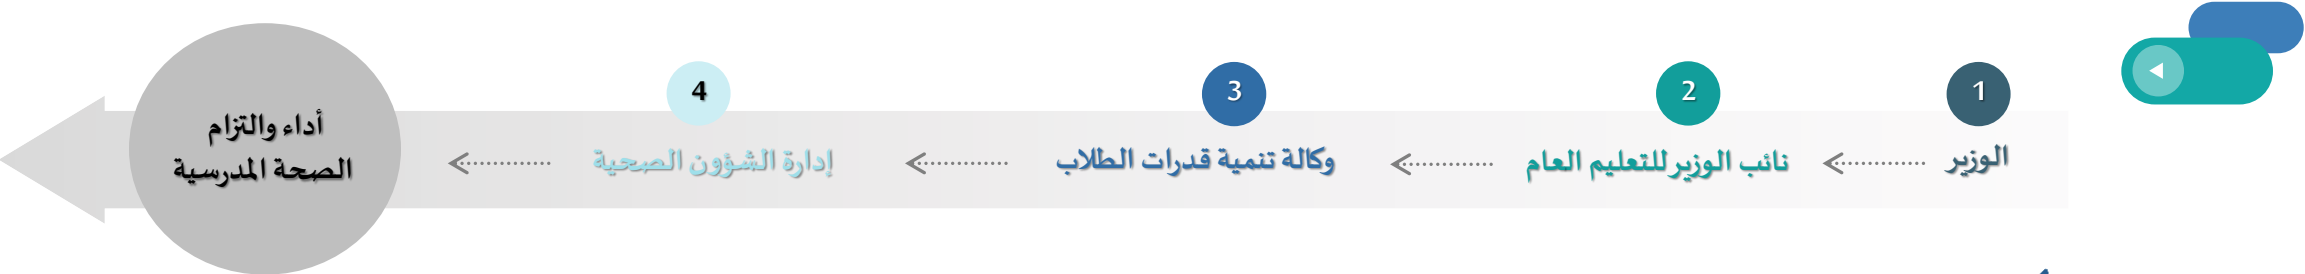 1
الوزير
2
نائب الوزير للتعليم العام
3
وكالة تنمية قدرات الطلاب
4
إدارة الشؤون الصحية
أداء والتزام
الصحة المدرسية